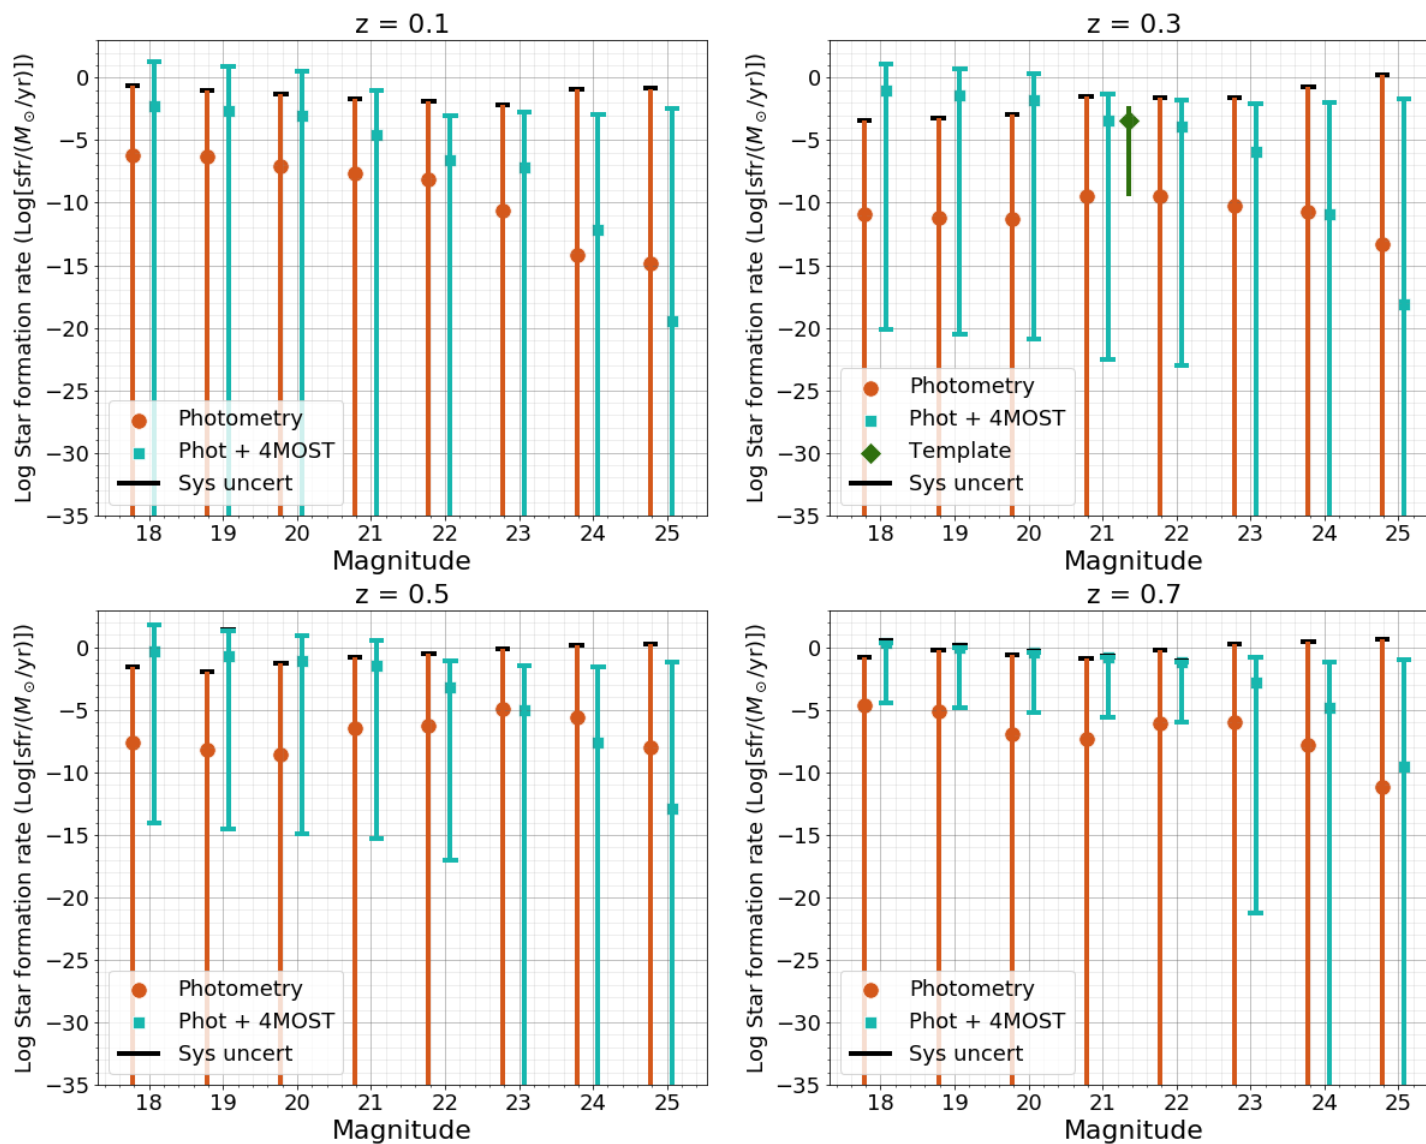 z = 0.1
Log Star formation rate (Log[sfr/(M⊙/yr)])
0
−5
−10
−15
−20
−25
−30
−35
Photometry
Phot + 4MOST
Sys uncert
18 19 20 21 22 23 24 25
Magnitude
z = 0.3
Log Star formation rate (Log[sfr/(M⊙/yr)])
0
−5
−10
−15
−20
−25
−30
−35
Photometry
Phot + 4MOST
Template
Sys uncert
18 19 20 21 22 23 24 25
Magnitude
z = 0.5
Log Star formation rate (Log[sfr/(M⊙/yr)])
0
−5
−10
−15
−20
−25
−30
−35
Photometry
Phot + 4MOST
Sys uncert
18 19 20 21 22 23 24 25
Magnitude
z = 0.7
Log Star formation rate (Log[sfr/(M⊙/yr)])
0
−5
−10
−15
−20
−25
−30
−35
Photometry
Phot + 4MOST
Sys uncert
18 19 20 21 22 23 24 25
Magnitude